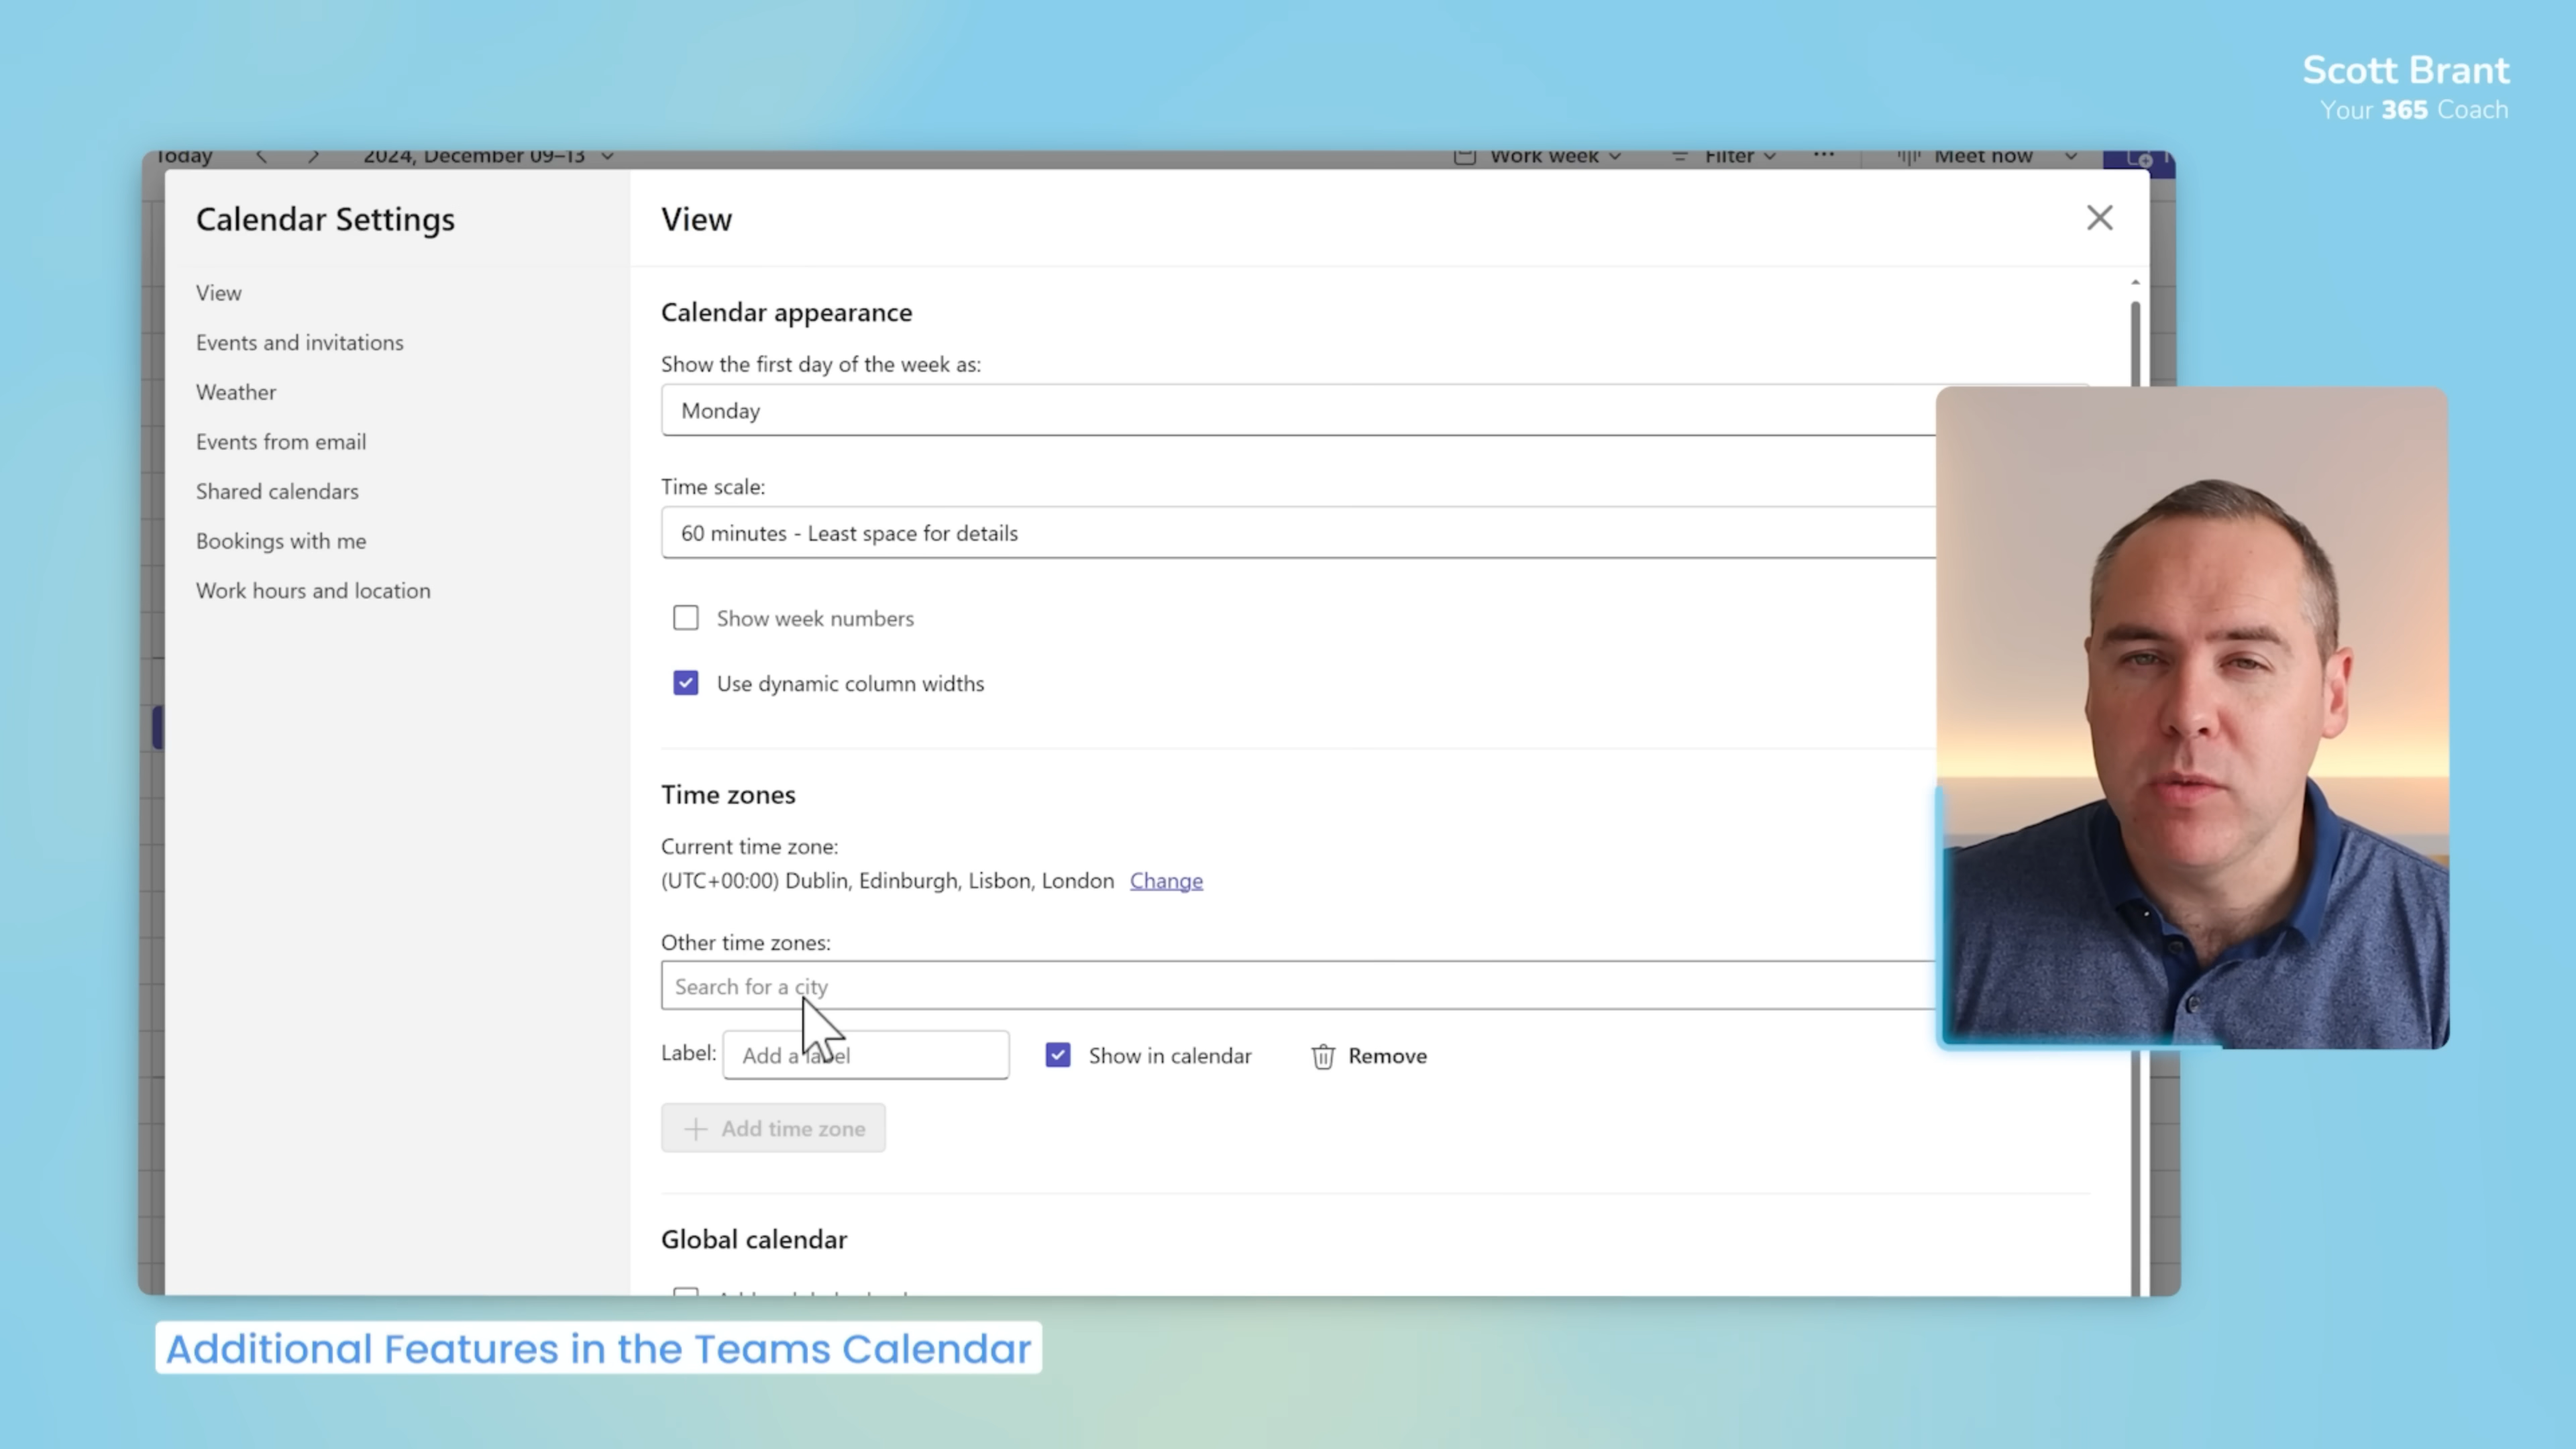 Scott Brant
Your 365 Coach
Today 2024, December 09–13 Work week Filter ... Meet now
Calendar Settings
View
Events and invitations
Weather
Events from email
Shared calendars
Bookings with me
Work hours and location
View
Calendar appearance
Show the first day of the week as:
Monday
Time scale:
60 minutes - Least space for details
Show week numbers
Use dynamic column widths
Time zones
Current time zone:
(UTC+00:00) Dublin, Edinburgh, Lisbon, London Change
Other time zones:
Search for a city
Label: Add a label Show in calendar Remove
Add time zone
Global calendar
Additional Features in the Teams Calendar